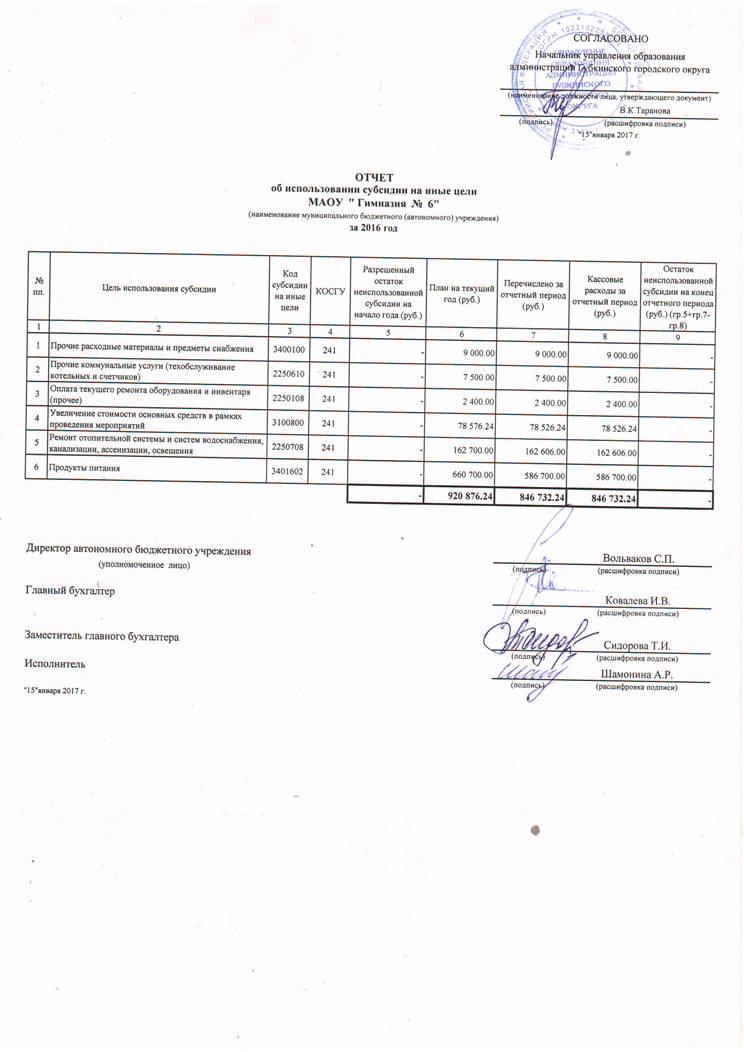 СОГЛАСОВАНО
Начальник управления образования
администрации Губкинского городского округа
(наименование должности лица, утверждающего документ)
В.К.Таранова
(подпись) (расшифровка подписи)
"15"января 2017 г.
ОТЧЕТ
об использовании субсидии на иные цели
МАОУ " Гимназия № 6"
(наименование муниципального бюджетного (автономного) учреждения)
за 2016 год
№ пп. Цель использования субсидии Код субсидии на иные цели КОСГУ Разрешенный остаток неиспользованной субсидии на начало года (руб.) План на текущий год (руб.) Перечислено за отчетный период (руб.) Кассовые расходы за отчетный период (руб.) Остаток неиспользованной субсидии на конец отчетного периода (руб.) (гр.5+гр.7-гр.8)
1 2 3 4 5 6 7 8 9
1 Прочие расходные материалы и предметы снабжения 3400100 241 - 9 000.00 9 000.00 9 000.00 -
2 Прочие коммунальные услуги (техобслуживание котельных и счетчиков) 2250610 241 - 7 500.00 7 500.00 7 500.00 -
3 Оплата текущего ремонта оборудования и инвентаря (прочее) 2250108 241 - 2 400.00 2 400.00 2 400.00 -
4 Увеличение стоимости основных средств в рамках проведения мероприятий 3100800 241 - 78 576.24 78 526.24 78 526.24 -
5 Ремонт отопительной системы и систем водоснабжения, канализации, ассенизации, освещения 2250708 241 - 162 700.00 162 606.00 162 606.00 -
6 Продукты питания 3401602 241 - 660 700.00 586 700.00 586 700.00 -
- 920 876.24 846 732.24 846 732.24 -
Директор автономного бюджетного учреждения Вольваков С.П.
(уполномоченное лицо) (подпись) (расшифровка подписи)
Главный бухгалтер Ковалева И.В.
(подпись) (расшифровка подписи)
Заместитель главного бухгалтера Сидорова Т.И.
(подпись) (расшифровка подписи)
Исполнитель Шамонина А.Р.
(подпись) (расшифровка подписи)
"15"января 2017 г.